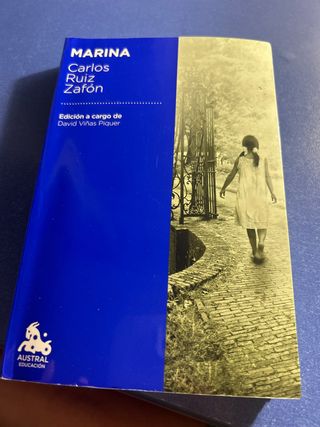 MARINA
Carlos
Ruiz
Zafón
Edición a cargo de
David Viñas Piquer
AUSTRAL
EDUCACIÓN